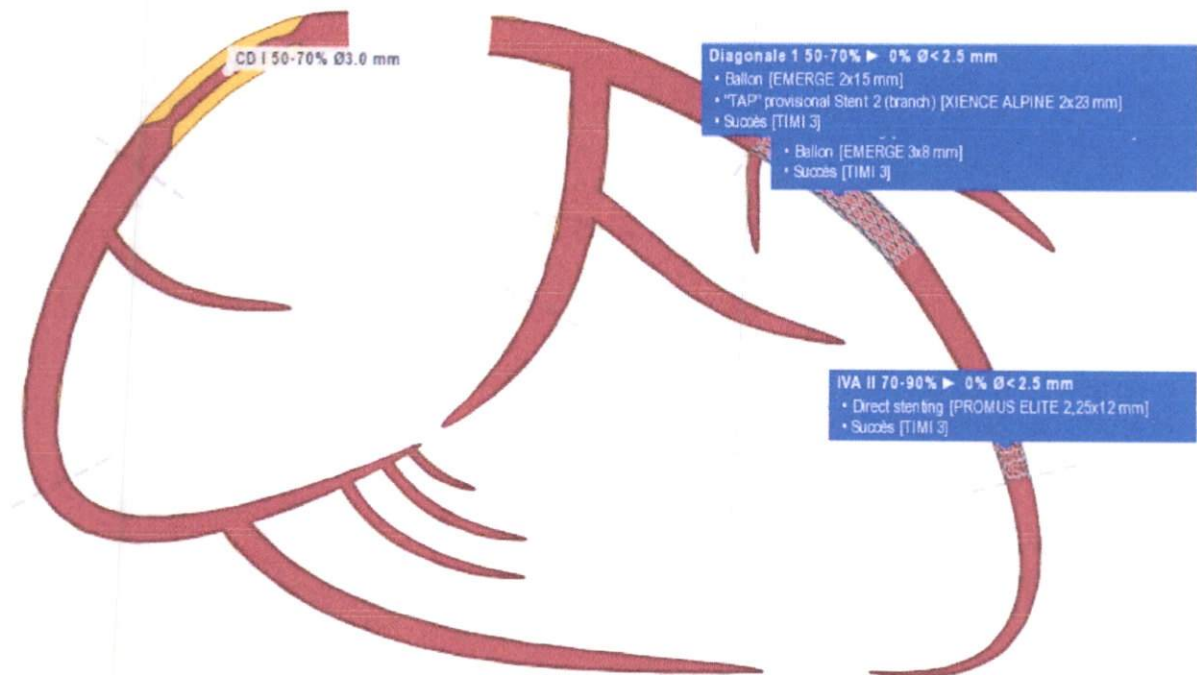 CD I 50-70% Ø3.0 mm
Diagonale 1 50-70% ► 0% Ø<2.5 mm
• Ballon [EMERGE 2x15 mm]
• "TAP" provisional Stent 2 (branch) [XIENCE ALPINE 2x23 mm]
• Succès [TIMI 3]
• Ballon [EMERGE 3x8 mm]
• Succès [TIMI 3]
IVA II 70-90% ► 0% Ø<2.5 mm
• Direct stenting [PROMUS ELITE 2,25x12 mm]
• Succès [TIMI 3]